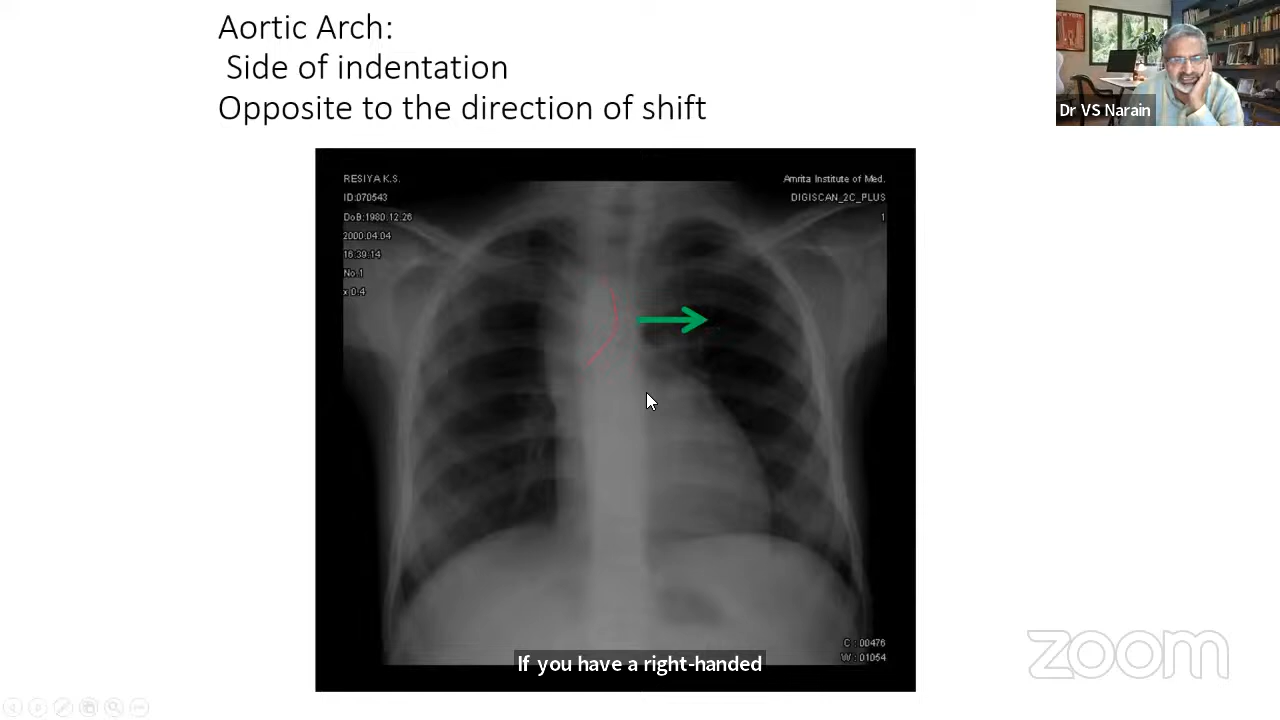 Aortic Arch:
Side of indentation
Opposite to the direction of shift
Dr VS Narain
RESIYA K.S.
ID:070543
DoB:1980.12.26
2000.04.04
16:39.14
No.1
x 0.4
Amrita Institute of Med.
DIGISCAN_2C_PLUS
1
C : 00476
W : 01054
If you have a right-handed
zoom